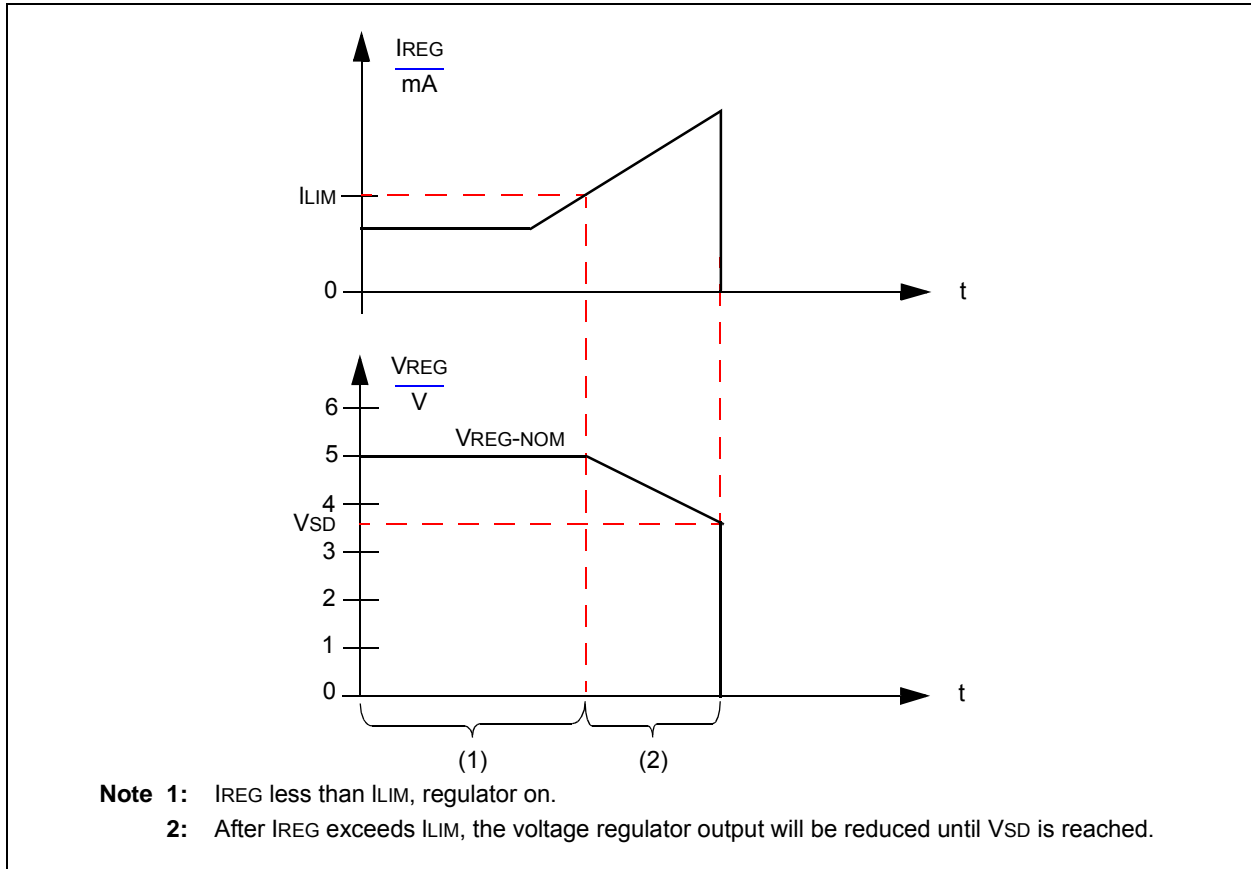 IREG
mA
ILIM
0
t
VREG
V
6
VREG-NOM
5
4
VSD
3
2
1
0
t
(1) (2)
Note 1: IREG less than ILIM, regulator on.
2: After IREG exceeds ILIM, the voltage regulator output will be reduced until VSD is reached.